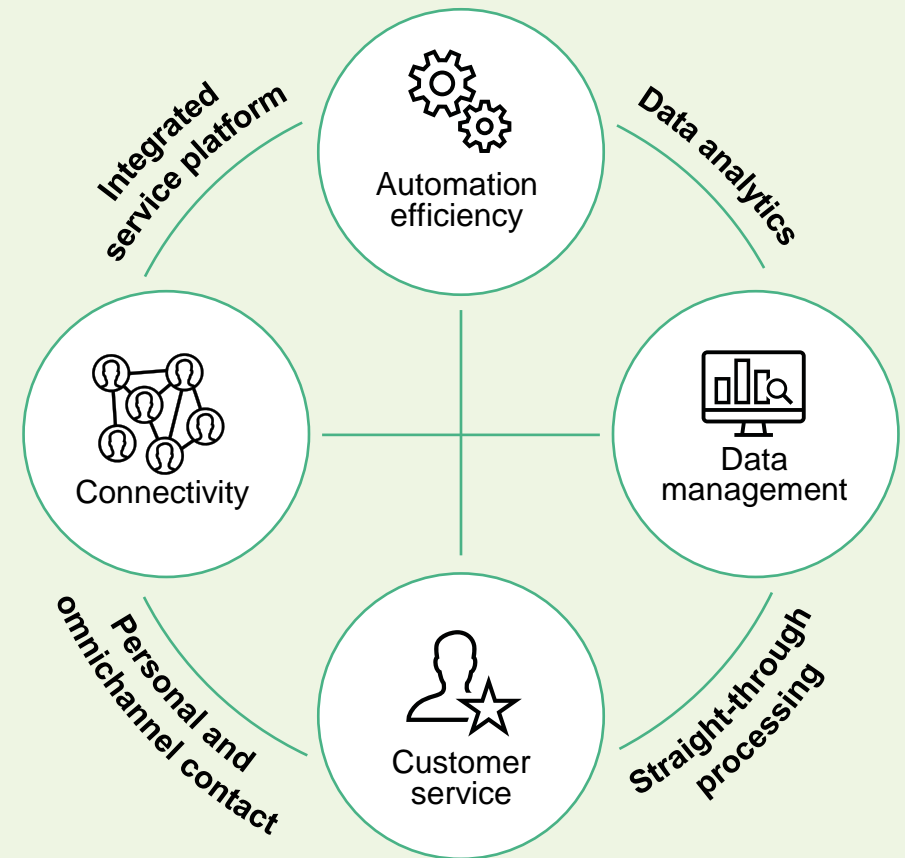 Integrated
service platform
Data analytics
Automation
efficiency
Connectivity
Data
management
Personal and
omnichannel contact
Straight-through
processing
Customer
service